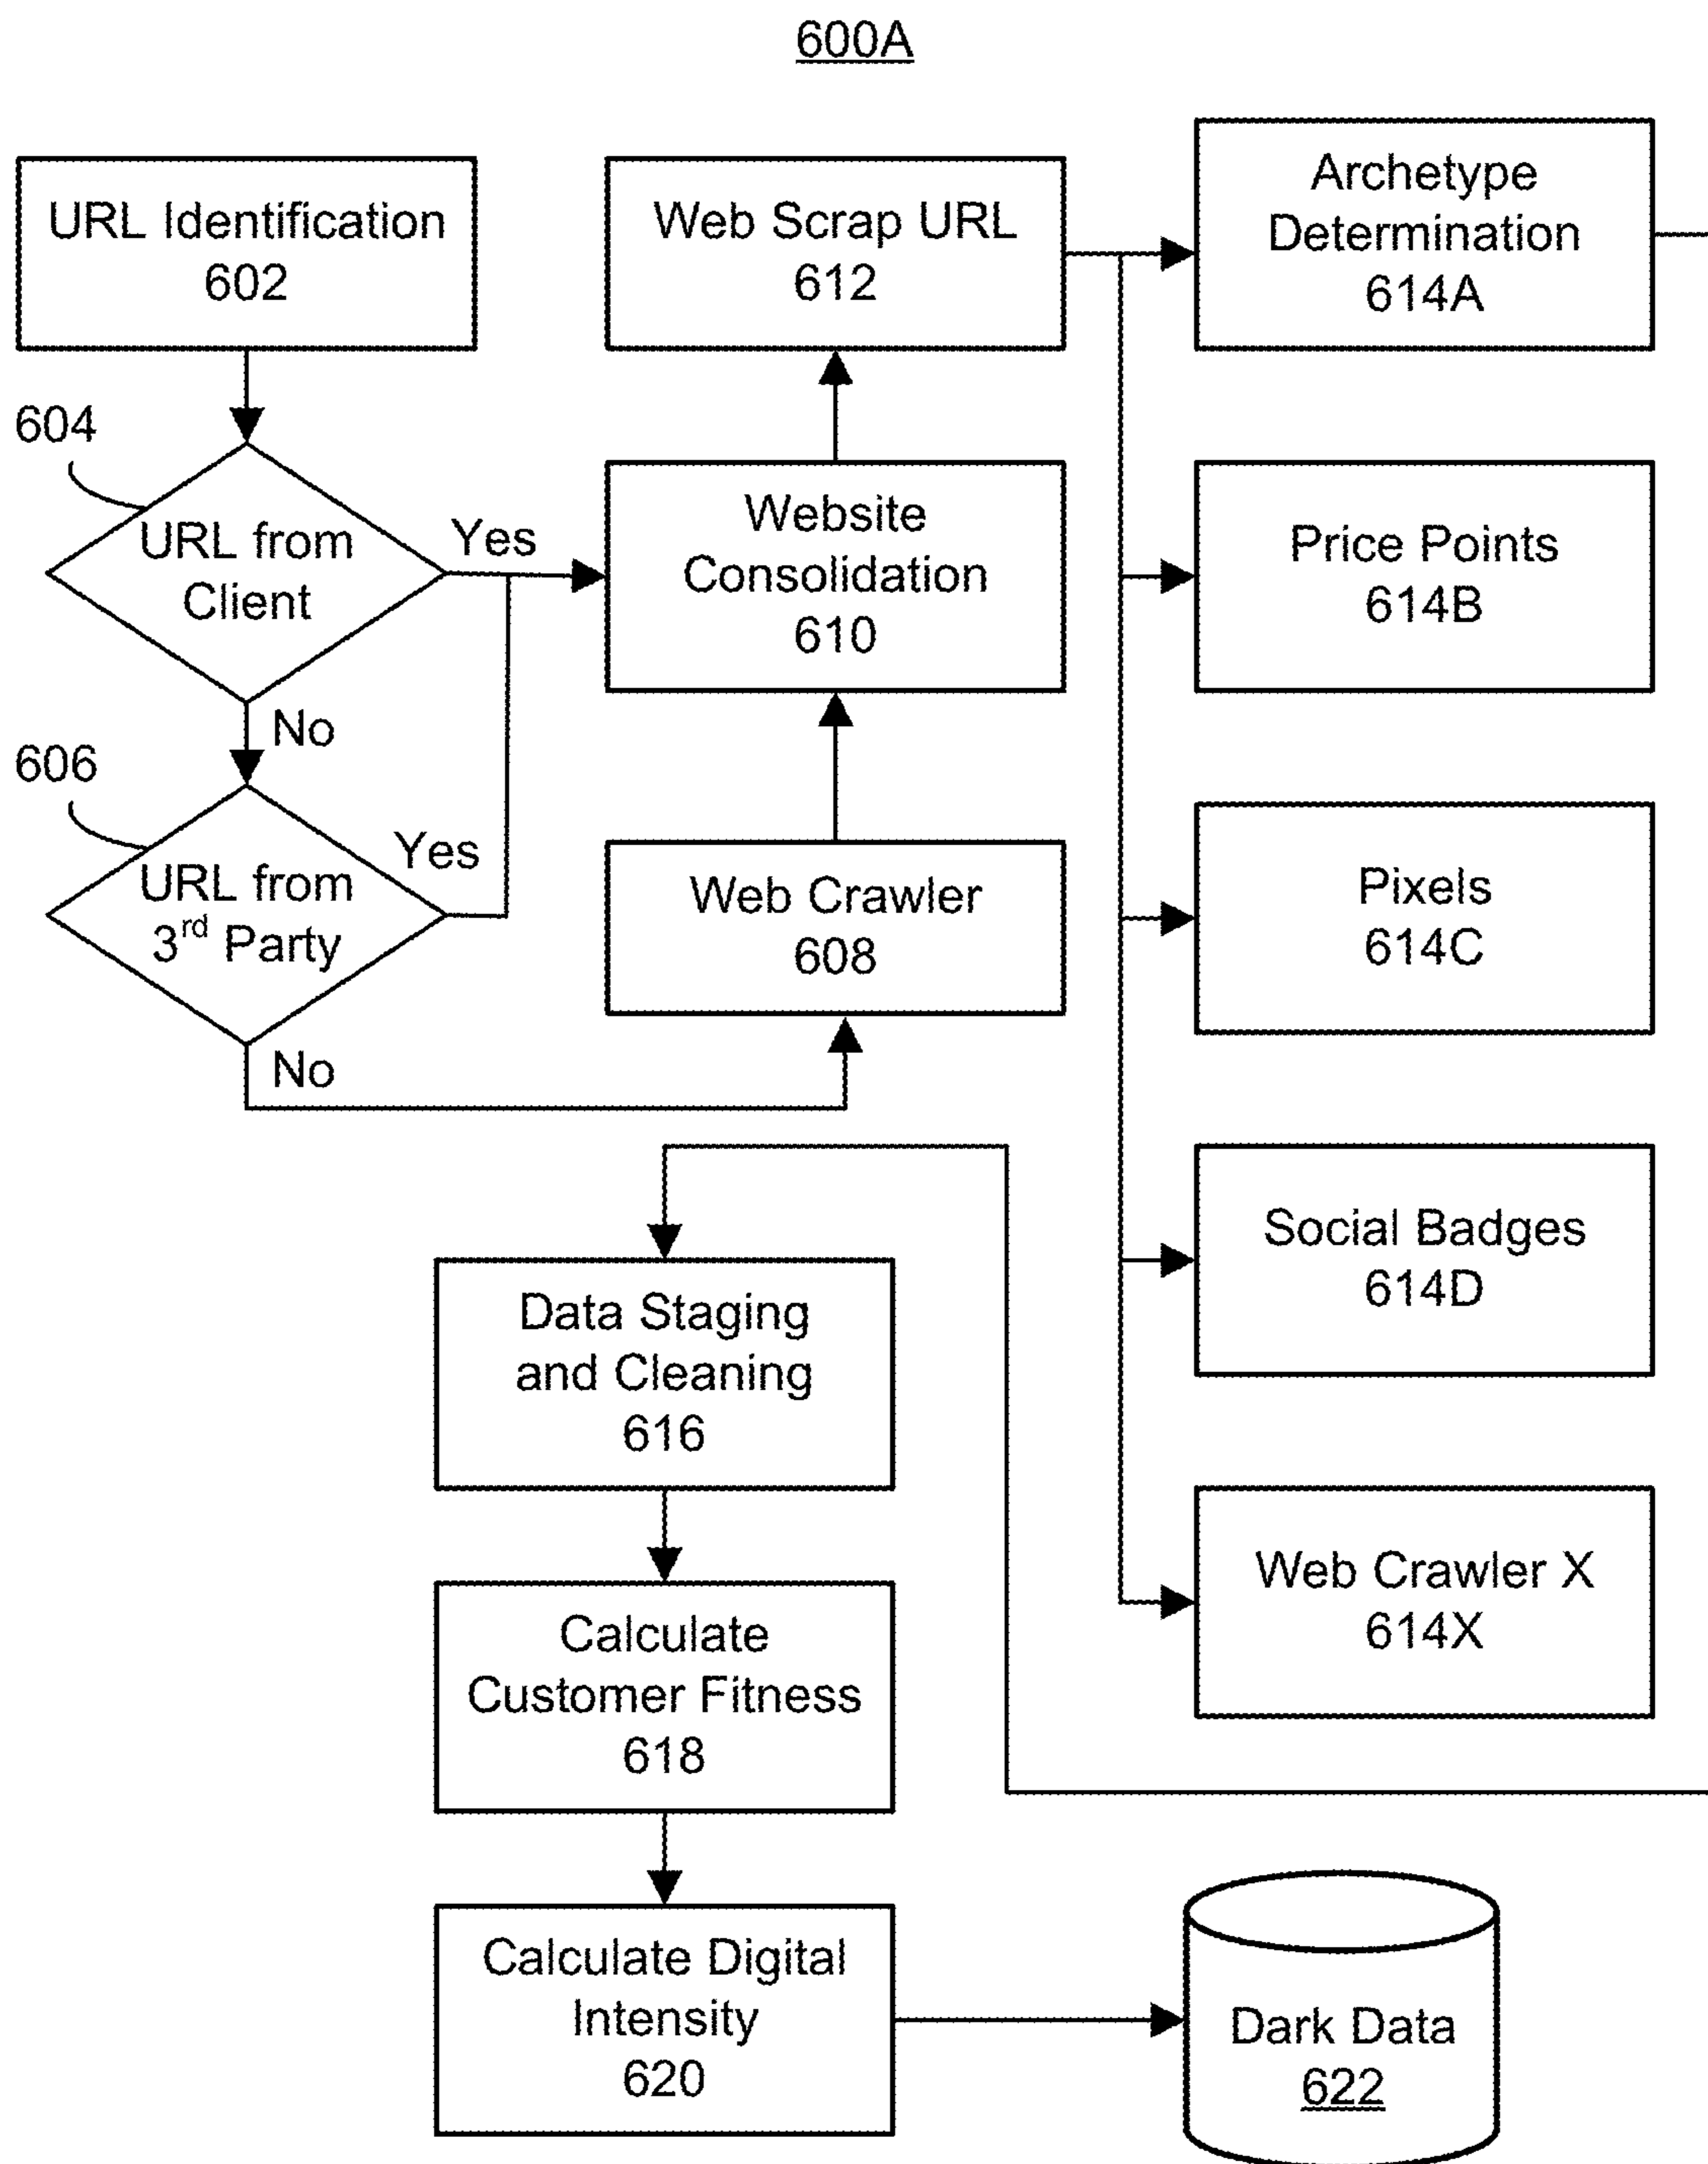 600A
URL Identification
602
604
URL from
Client
Yes
No
606
URL from
3rd Party
Yes
No
Web Scrap URL
612
Website
Consolidation
610
Web Crawler
608
Archetype
Determination
614A
Price Points
614B
Pixels
614C
Social Badges
614D
Web Crawler X
614X
Data Staging
and Cleaning
616
Calculate
Customer Fitness
618
Calculate Digital
Intensity
620
Dark Data
622